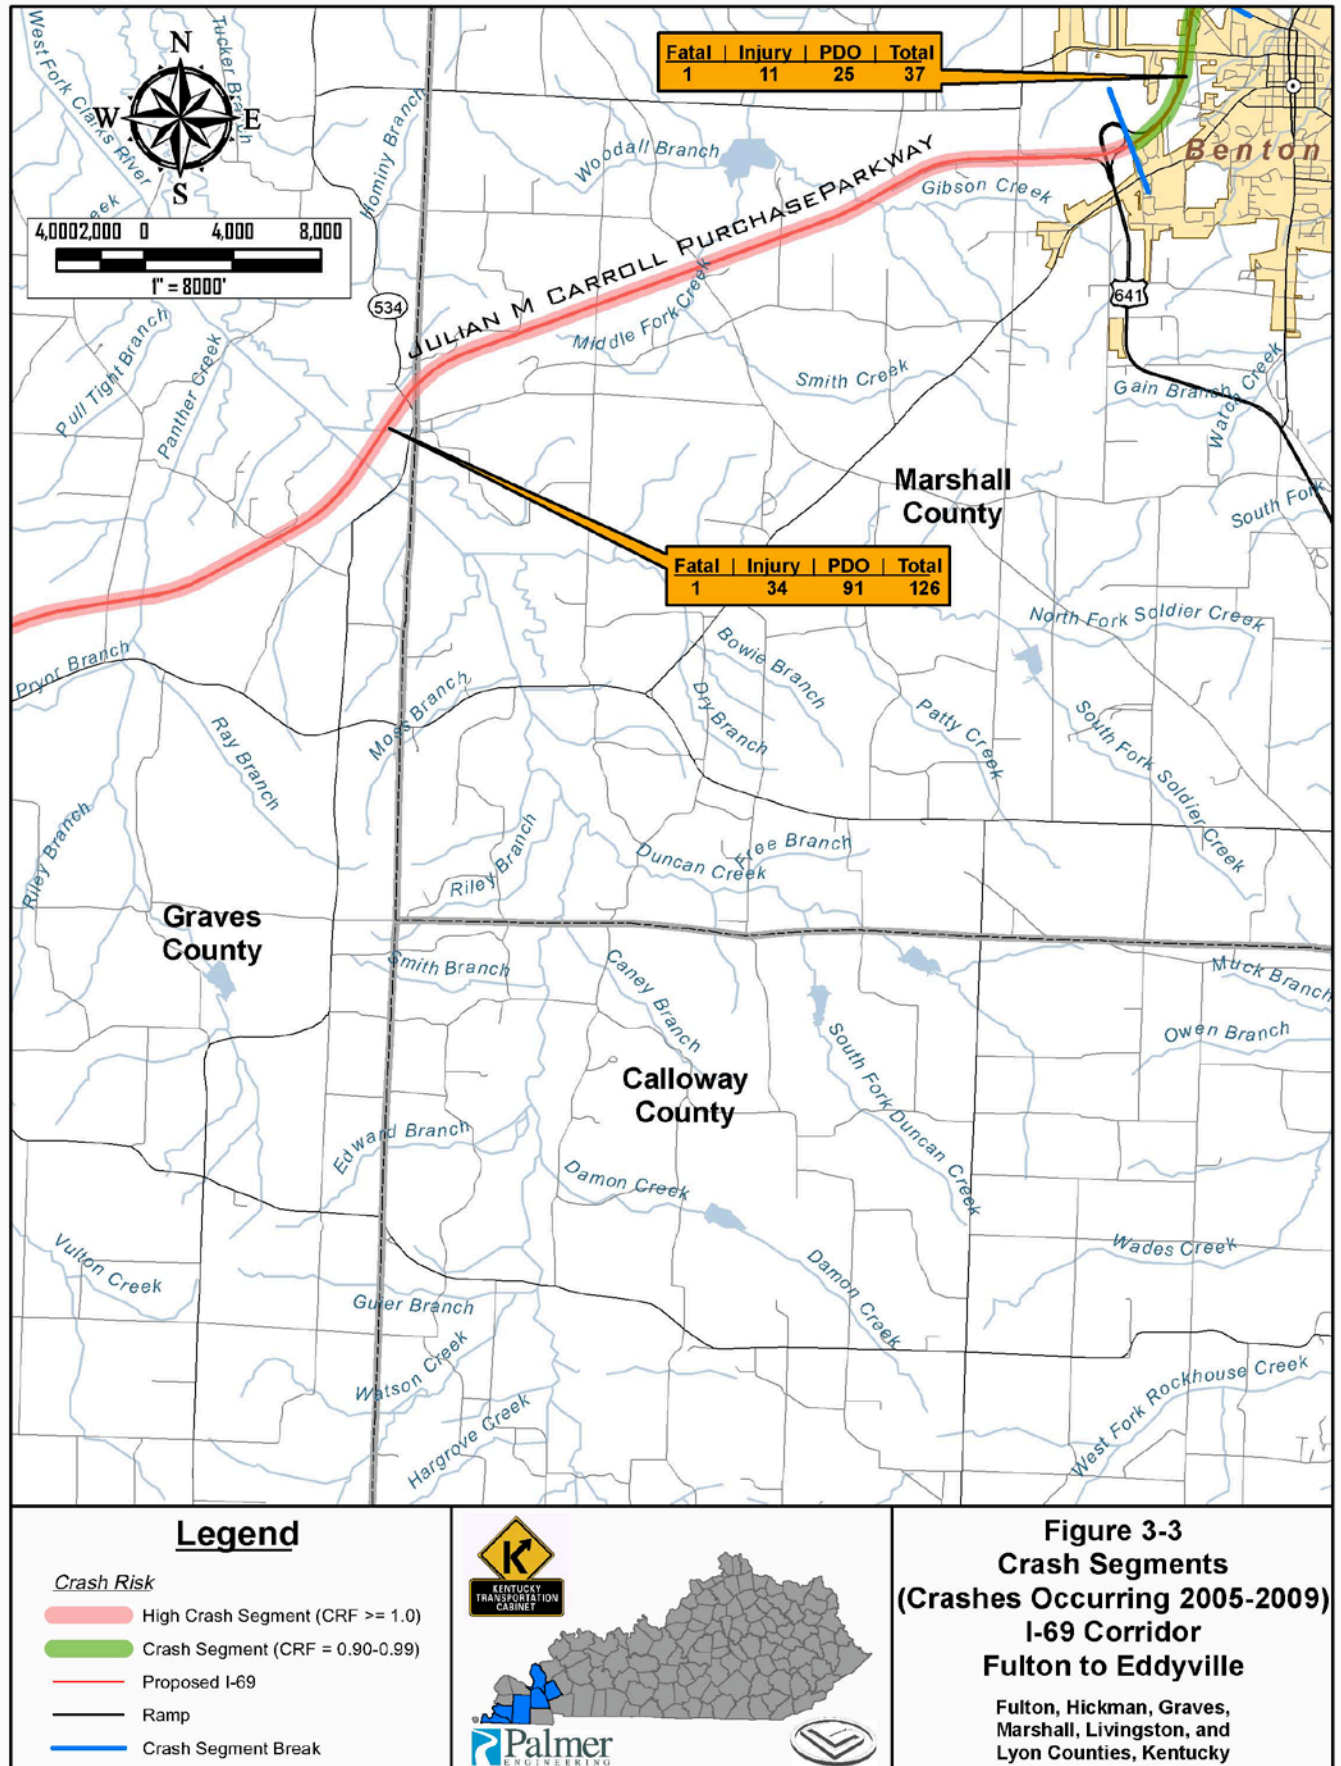 West Fork Clarks River
Tucker Branch
N
W
E
S
Hominy Branch
Fatal | Injury | PDO | Total
1 11 25 37
Woodall Branch
Benton
Gibson Creek
eek
4,0002,000 0 4,000 8,000
1" = 8000'
534
JULIAN M CARROLL PURCHASE PARKWAY
641
Pull Tight Branch
Panther Creek
Middle Fork Creek
Smith Creek
Gain Branch
Watch Creek
Marshall
County
South Fork
Fatal | Injury | PDO | Total
1 34 91 126
North Fork Soldier Creek
Pryor Branch
Bowie Branch
Dry Branch
Moss Branch
Ray Branch
Patty Creek
South Fork Soldier Creek
Riley Branch
Riley Branch
Duncan Creek
Free Branch
Graves
County
Smith Branch
Caney Branch
Muck Branch
Owen Branch
South Fork Duncan Creek
Calloway
County
Edward Branch
Damon Creek
Wades Creek
Vulton Creek
Damon Creek
Guier Branch
Watson Creek
Hargrove Creek
West Fork Rockhouse Creek
Legend
Crash Risk
High Crash Segment (CRF >= 1.0)
Crash Segment (CRF = 0.90-0.99)
Proposed I-69
Ramp
Crash Segment Break
K
KENTUCKY
TRANSPORTATION
CABINET
Palmer
ENGINEERING
Figure 3-3
Crash Segments
(Crashes Occurring 2005-2009)
I-69 Corridor
Fulton to Eddyville
Fulton, Hickman, Graves,
Marshall, Livingston, and
Lyon Counties, Kentucky